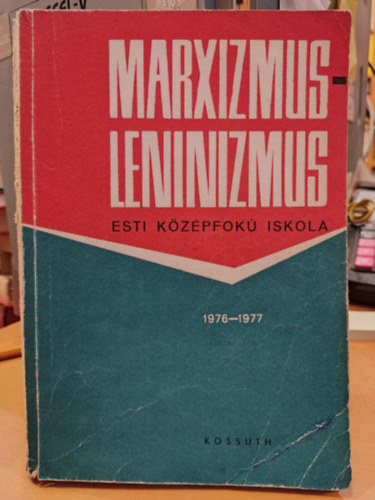 MARXIZMUS-
LENINIZMUS
ESTI KÖZÉPFOKÚ ISKOLA
1976—1977
KOSSUTH